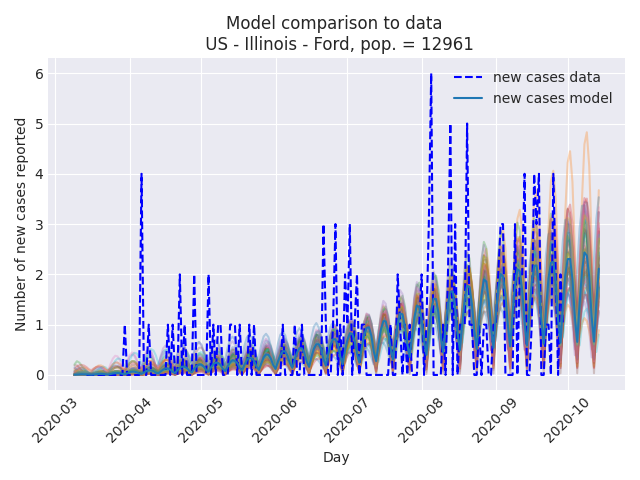 Model comparison to data
US - Illinois - Ford, pop. = 12961
new cases data
new cases model
Number of new cases reported
6
5
4
3
2
1
0
2020-03
2020-04
2020-05
2020-06
2020-07
2020-08
2020-09
2020-10
Day